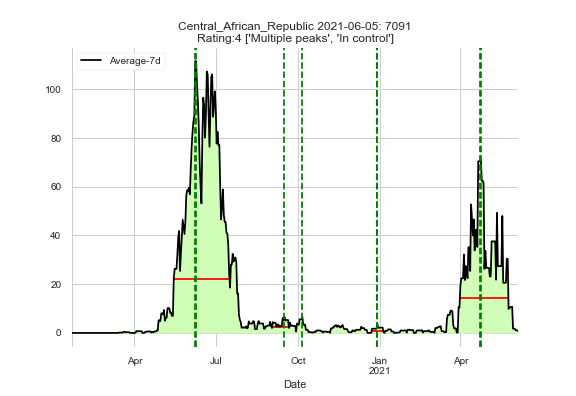 Central_African_Republic 2021-06-05: 7091
Rating:4 ['Multiple peaks', 'In control']
Average-7d
100
80
60
40
20
0
Apr Jul Oct Jan Apr
2021
Date